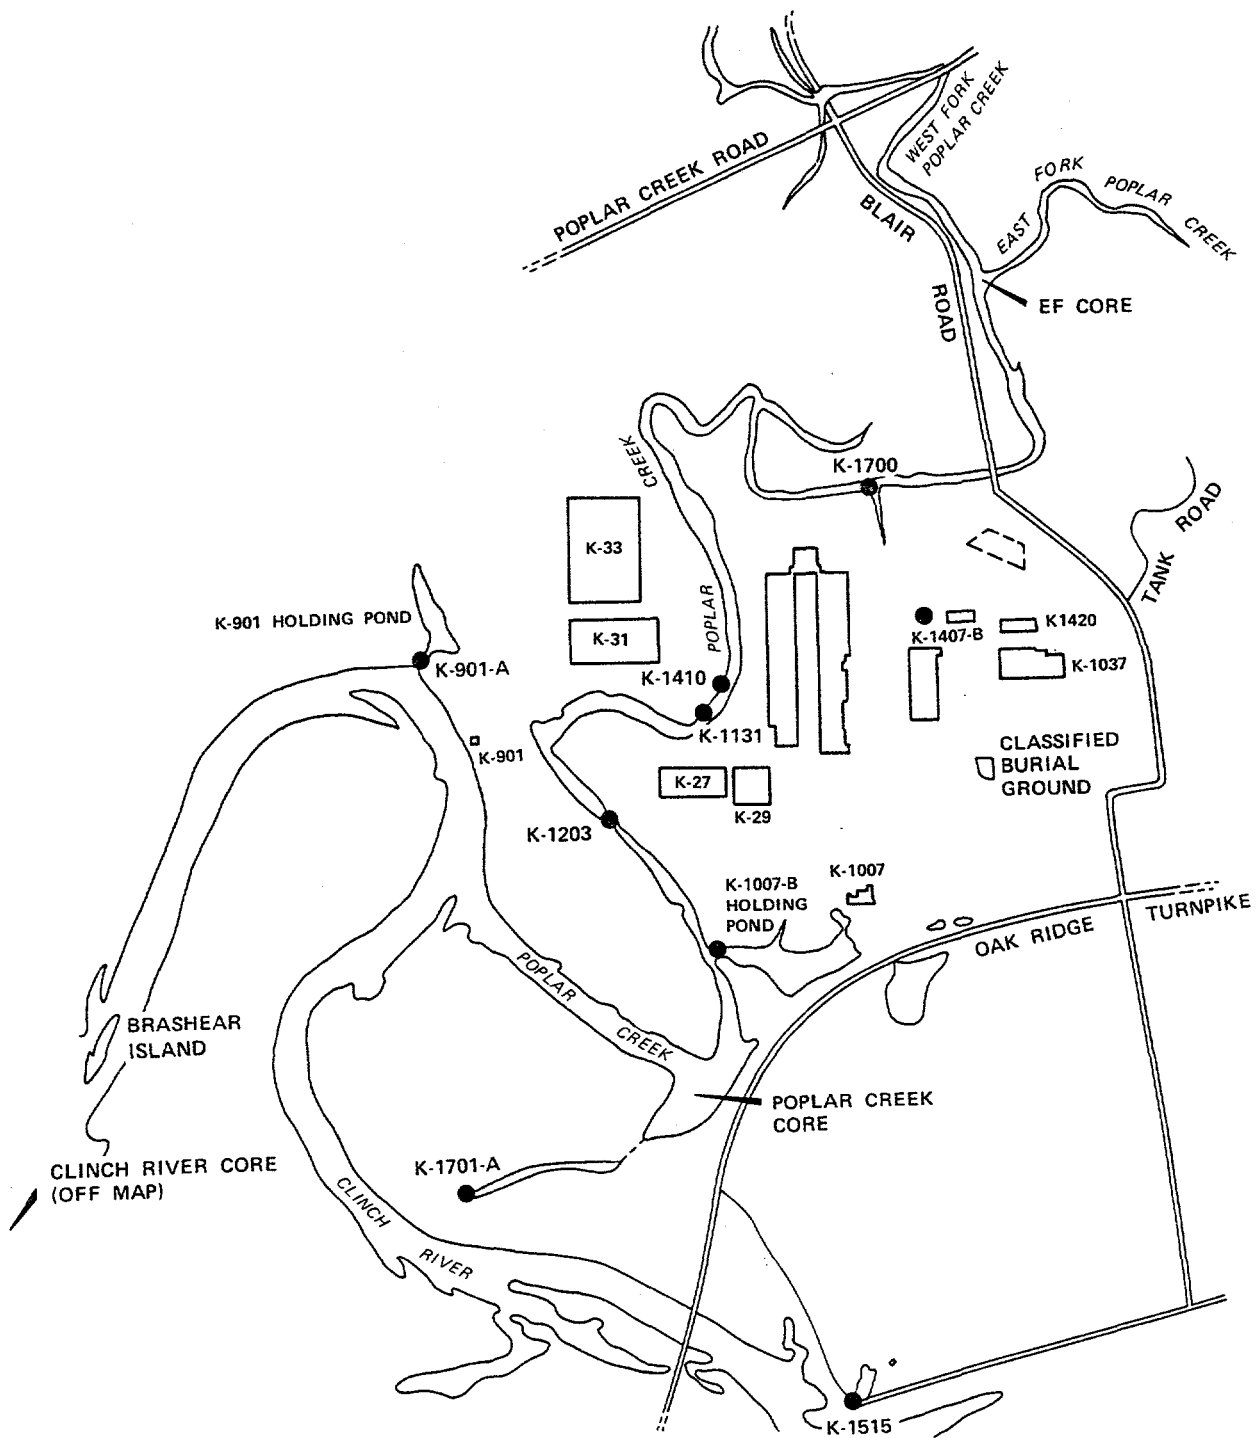 WEST FORK
POPLAR CREEK
POPLAR CREEK ROAD
EAST FORK POPLAR CREEK
BLAIR ROAD
EF CORE
CREEK
K-1700
TANK ROAD
K-33
POPLAR
K-901 HOLDING POND
K-31
K-1407-B
K1420
K-901-A
K-1410
K-1037
K-1131
K-901
CLASSIFIED
BURIAL
GROUND
K-27
K-29
K-1203
K-1007-B
HOLDING
POND
K-1007
OAK RIDGE TURNPIKE
POPLAR CREEK
BRASHEAR
ISLAND
POPLAR CREEK
CORE
CLINCH RIVER CORE
(OFF MAP)
K-1701-A
CLINCH RIVER
K-1515